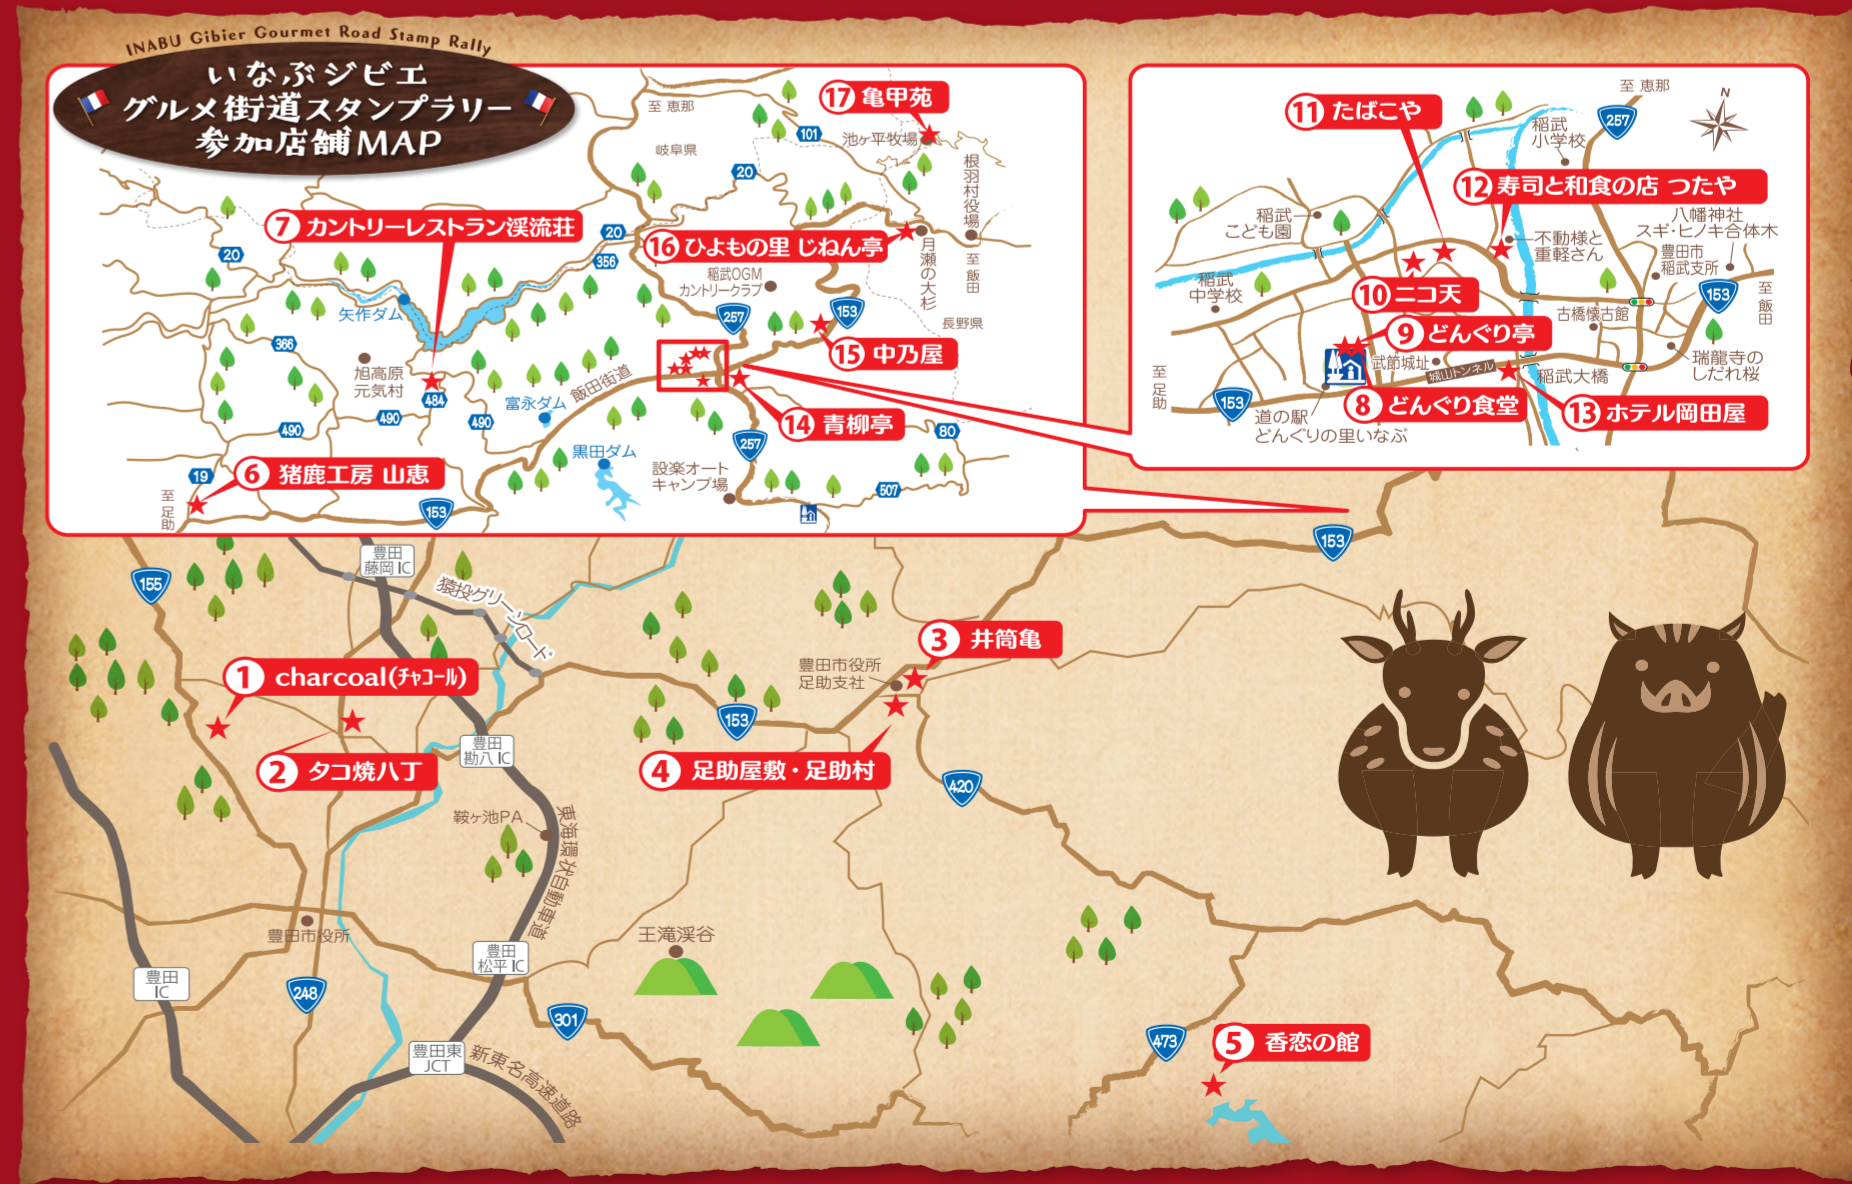 INABU Gibier Gourmet Road Stamp Rally
いなぶジビエ
グルメ街道スタンプラリー
参加店舗MAP
至 恵那
岐阜県
101
17 亀甲苑
池ヶ平牧場
根羽村役場
20
7 カントリーレストラン渓流荘
20
356
16 ひよもの里 じねん亭
月瀬の大杉
至 飯田
稲武OGM
カントリークラブ
長野県
20
矢作ダム
257
153
15 中乃屋
366
旭高原
元気村
484
490
490
490
富永ダム
飯田街道
14 青柳亭
257
80
黒田ダム
設楽オート
キャンプ場
507
19
6 猪鹿工房 山恵
至 足助
153
至 恵那
257
N
11 たばこや
稲武
小学校
12 寿司と和食の店 つたや
稲武
こども園
八幡神社
スギ・ヒノキ合体木
不動様と
重軽さん
豊田市
稲武支所
稲武
中学校
10 ニコ天
153
至 飯田
古橋懐古館
9 どんぐり亭
武節城址
城山トンネル
稲武大橋
瑞龍寺の
しだれ桜
至 足助
153
8 どんぐり食堂
13 ホテル岡田屋
道の駅
どんぐりの里いなぶ
153
155
豊田
藤岡 IC
猿投グリーンロード
1 charcoal(チャコール)
2 タコ焼八丁
豊田
勘八 IC
3 井筒亀
豊田市役所
足助支社
153
4 足助屋敷・足助村
420
鞍ヶ池PA
東海環状自動車道
豊田市役所
王滝渓谷
豊田
松平 IC
豊田
IC
248
301
豊田東
JCT
新東名高速道路
473
5 香恋の館